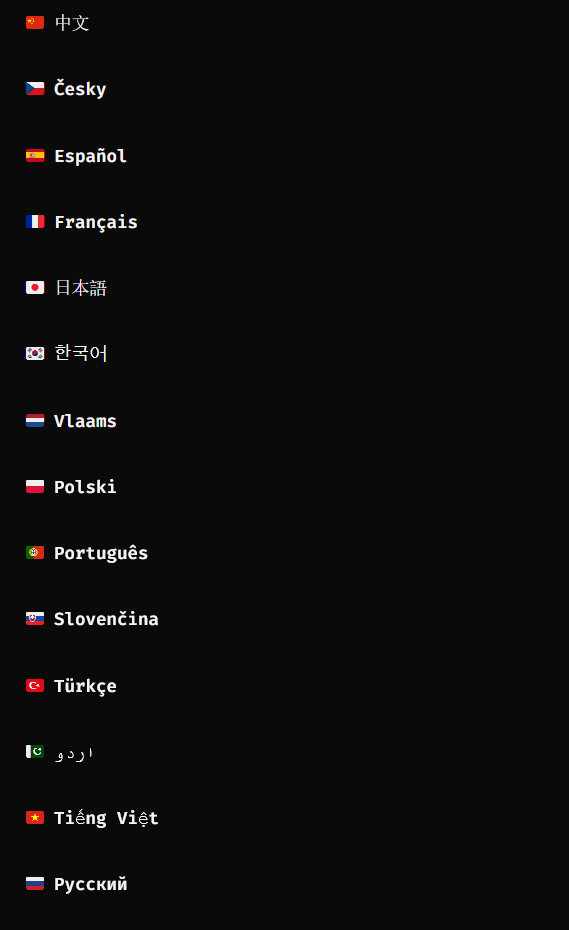 中文
Česky
Español
Français
日本語
한국어
Vlaams
Polski
Português
Slovenčina
Türkçe
اردو
Tiếng Việt
Русский